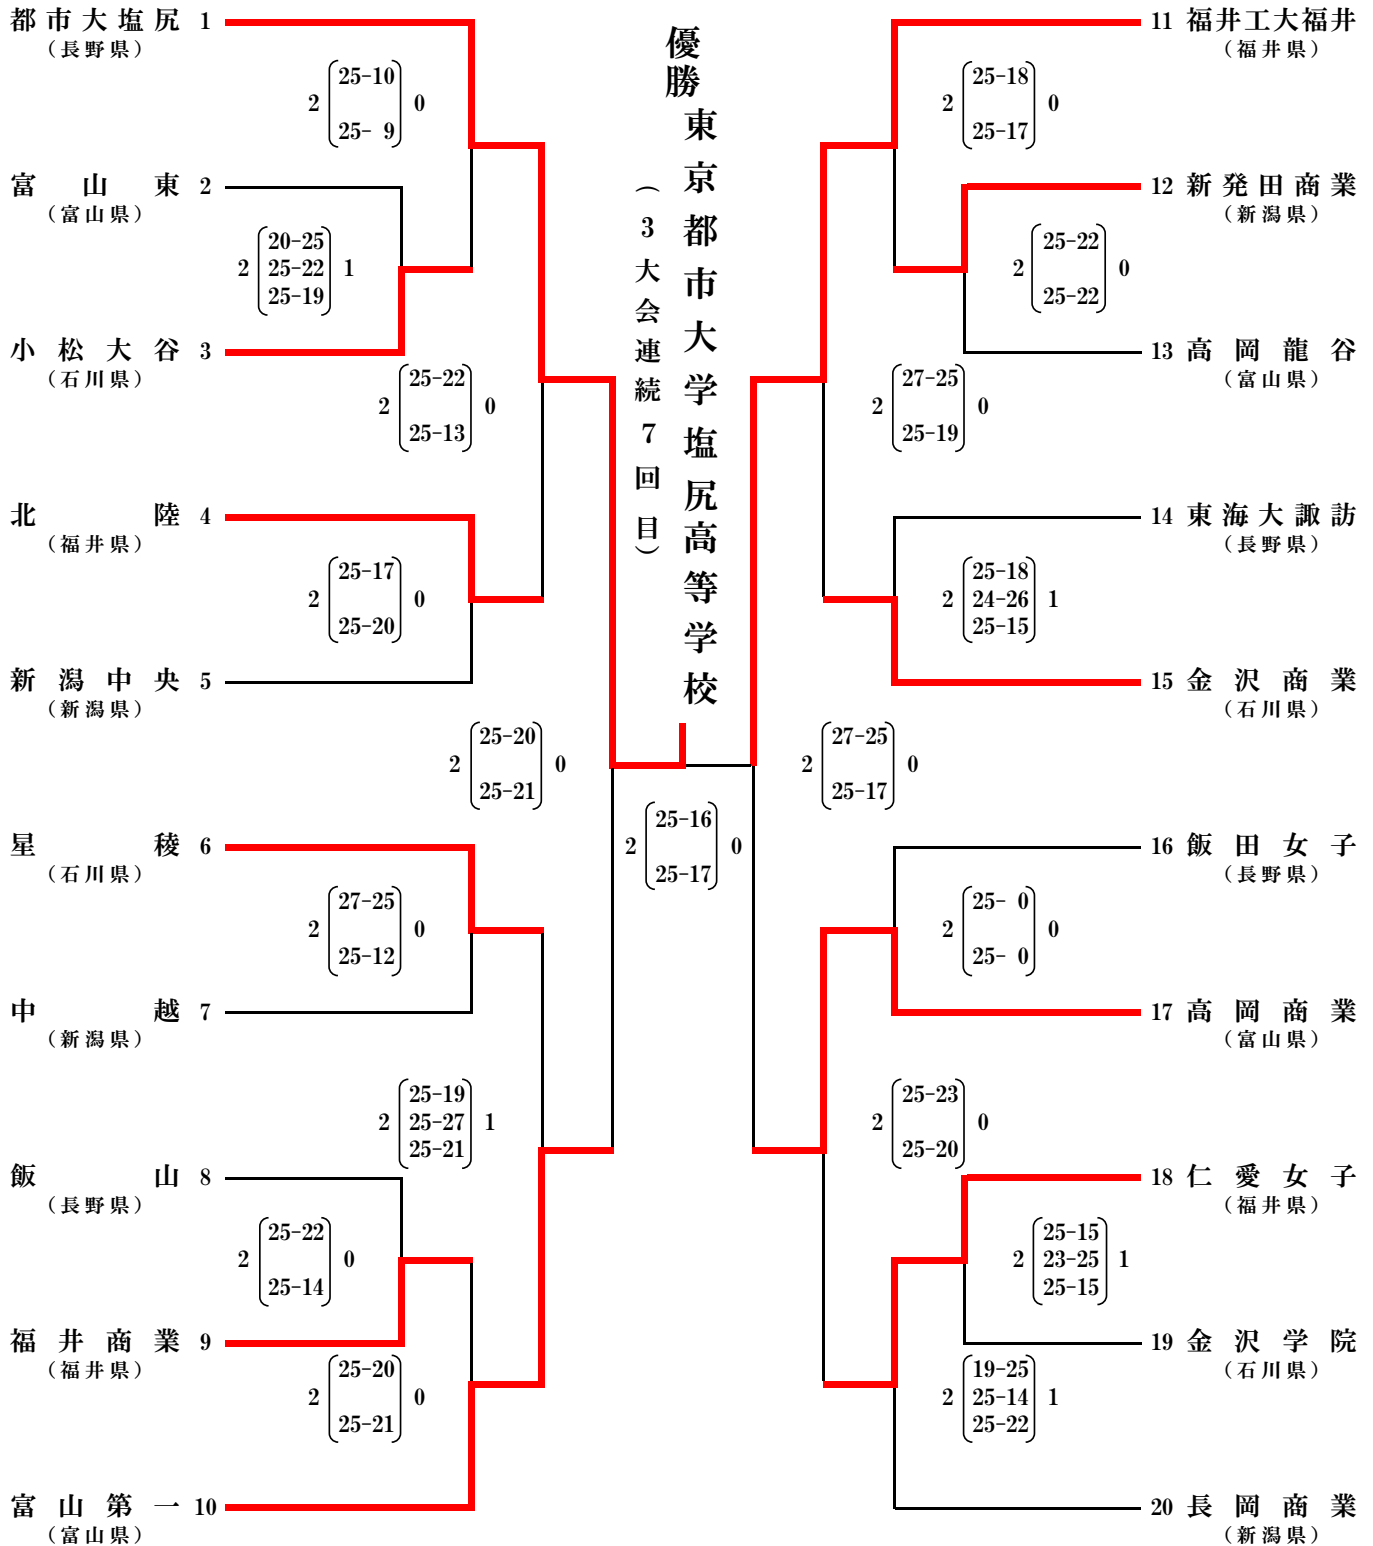 都市大塩尻 1
（長野県）
2 25-10 0
25- 9
富山東 2
（富山県）
2 20-25 1
25-22
25-19
小松大谷 3
（石川県）
2 25-22 0
25-13
北陸 4
（福井県）
2 25-17 0
25-20
新潟中央 5
（新潟県）
2 25-20 0
25-21
星稜 6
（石川県）
2 27-25 0
25-12
中越 7
（新潟県）
2 25-19 1
25-27
25-21
飯山 8
（長野県）
2 25-22 0
25-14
福井商業 9
（福井県）
2 25-20 0
25-21
富山第一 10
（富山県）
優勝
東京都市大学塩尻高等学校
（3大会連続7回目）
2 25-16 0
25-17
11 福井工大福井
（福井県）
2 25-18 0
25-17
12 新発田商業
（新潟県）
2 25-22 0
25-22
13 高岡龍谷
（富山県）
2 27-25 0
25-19
14 東海大諏訪
（長野県）
2 25-18 1
24-26
25-15
15 金沢商業
（石川県）
2 27-25 0
25-17
16 飯田女子
（長野県）
2 25- 0 0
25- 0
17 高岡商業
（富山県）
2 25-23 0
25-20
18 仁愛女子
（福井県）
2 25-15 1
23-25
25-15
19 金沢学院
（石川県）
2 19-25 1
25-14
25-22
20 長岡商業
（新潟県）